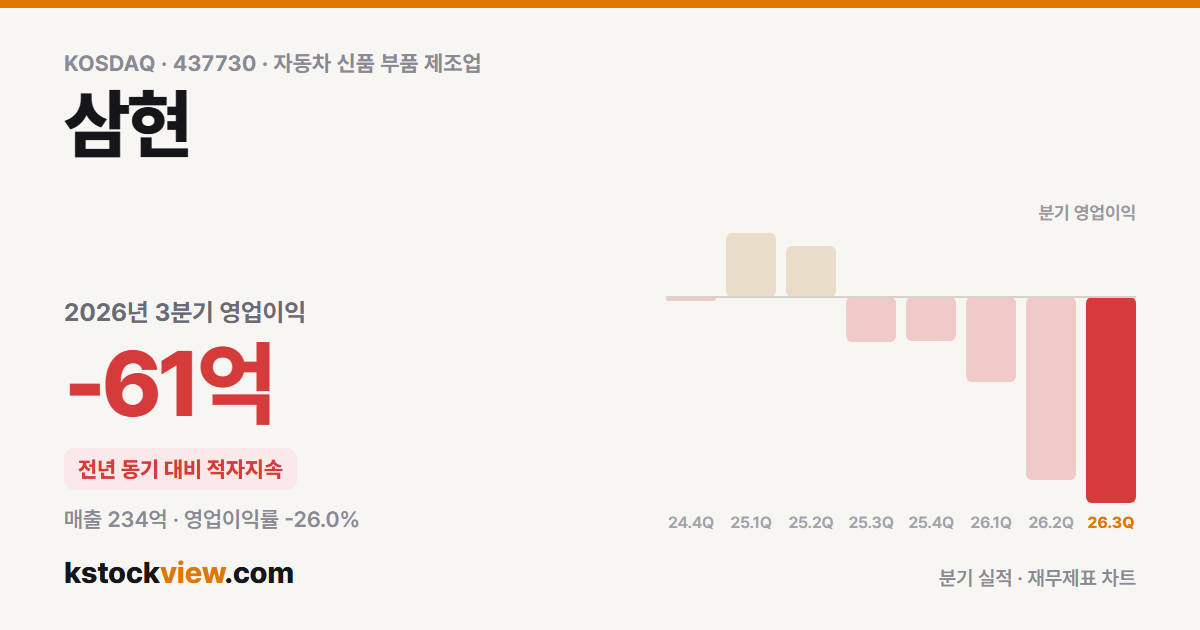 KOSDAQ · 437730 · 자동차 신품 부품 제조업
삼현
분기 영업이익
2026년 3분기 영업이익
-61억
전년 동기 대비 적자지속
매출 234억 · 영업이익률 -26.0%
24.4Q 25.1Q 25.2Q 25.3Q 25.4Q 26.1Q 26.2Q 26.3Q
kstockview.com
분기 실적 · 재무제표 차트